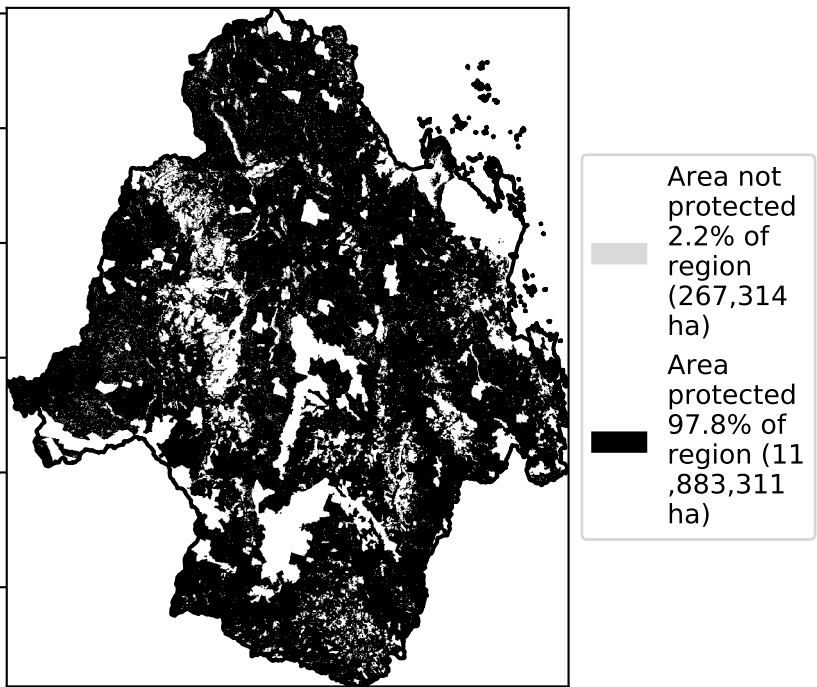 Area not
protected
2.2% of
region
(267,314
ha)
Area
protected
97.8% of
region (11
,883,311
ha)